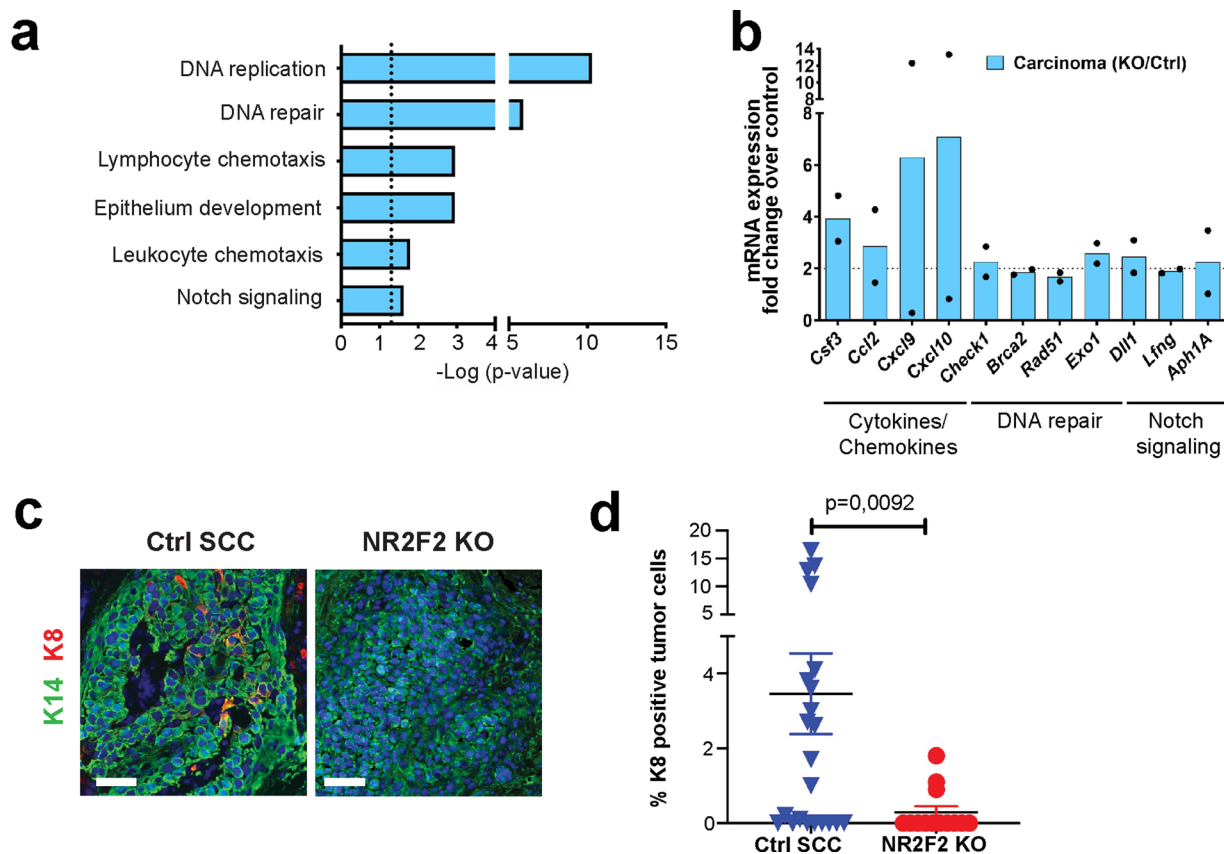 a
DNA replication
DNA repair
Lymphocyte chemotaxis
Epithelium development
Leukocyte chemotaxis
Notch signaling
0 1 2 3 4 5 10 15
-Log (p-value)
b
mRNA expression
fold change over control
14
12
10
8
8
6
4
2
0
Carcinoma (KO/Ctrl)
Csf3
Ccl2
Cxcl9
Cxcl10
Check1
Brca2
Rad51
Exo1
Dll1
Lfng
Aph1A
Cytokines/
Chemokines
DNA repair
Notch
signaling
c
Ctrl SCC
NR2F2 KO
K14 K8
d
p=0,0092
% K8 positive tumor cells
20
15
10
5
4
2
0
Ctrl SCC
NR2F2 KO